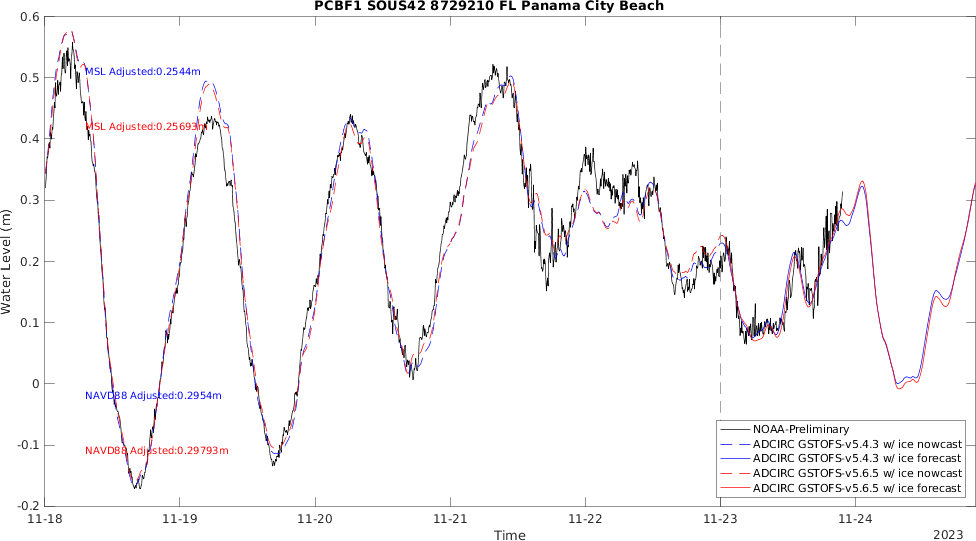 PCBF1 SOUS42 8729210 FL Panama City Beach
Water Level (m)
0.6
0.5
0.4
0.3
0.2
0.1
0
-0.1
-0.2
MSL Adjusted:0.2544m
MSL Adjusted:0.25693m
NAVD88 Adjusted:0.2954m
NAVD88 Adjusted:0.29793m
NOAA-Preliminary
ADCIRC GSTOFS-v5.4.3 w/ ice nowcast
ADCIRC GSTOFS-v5.4.3 w/ ice forecast
ADCIRC GSTOFS-v5.6.5 w/ ice nowcast
ADCIRC GSTOFS-v5.6.5 w/ ice forecast
11-18 11-19 11-20 11-21 11-22 11-23 11-24
Time
2023